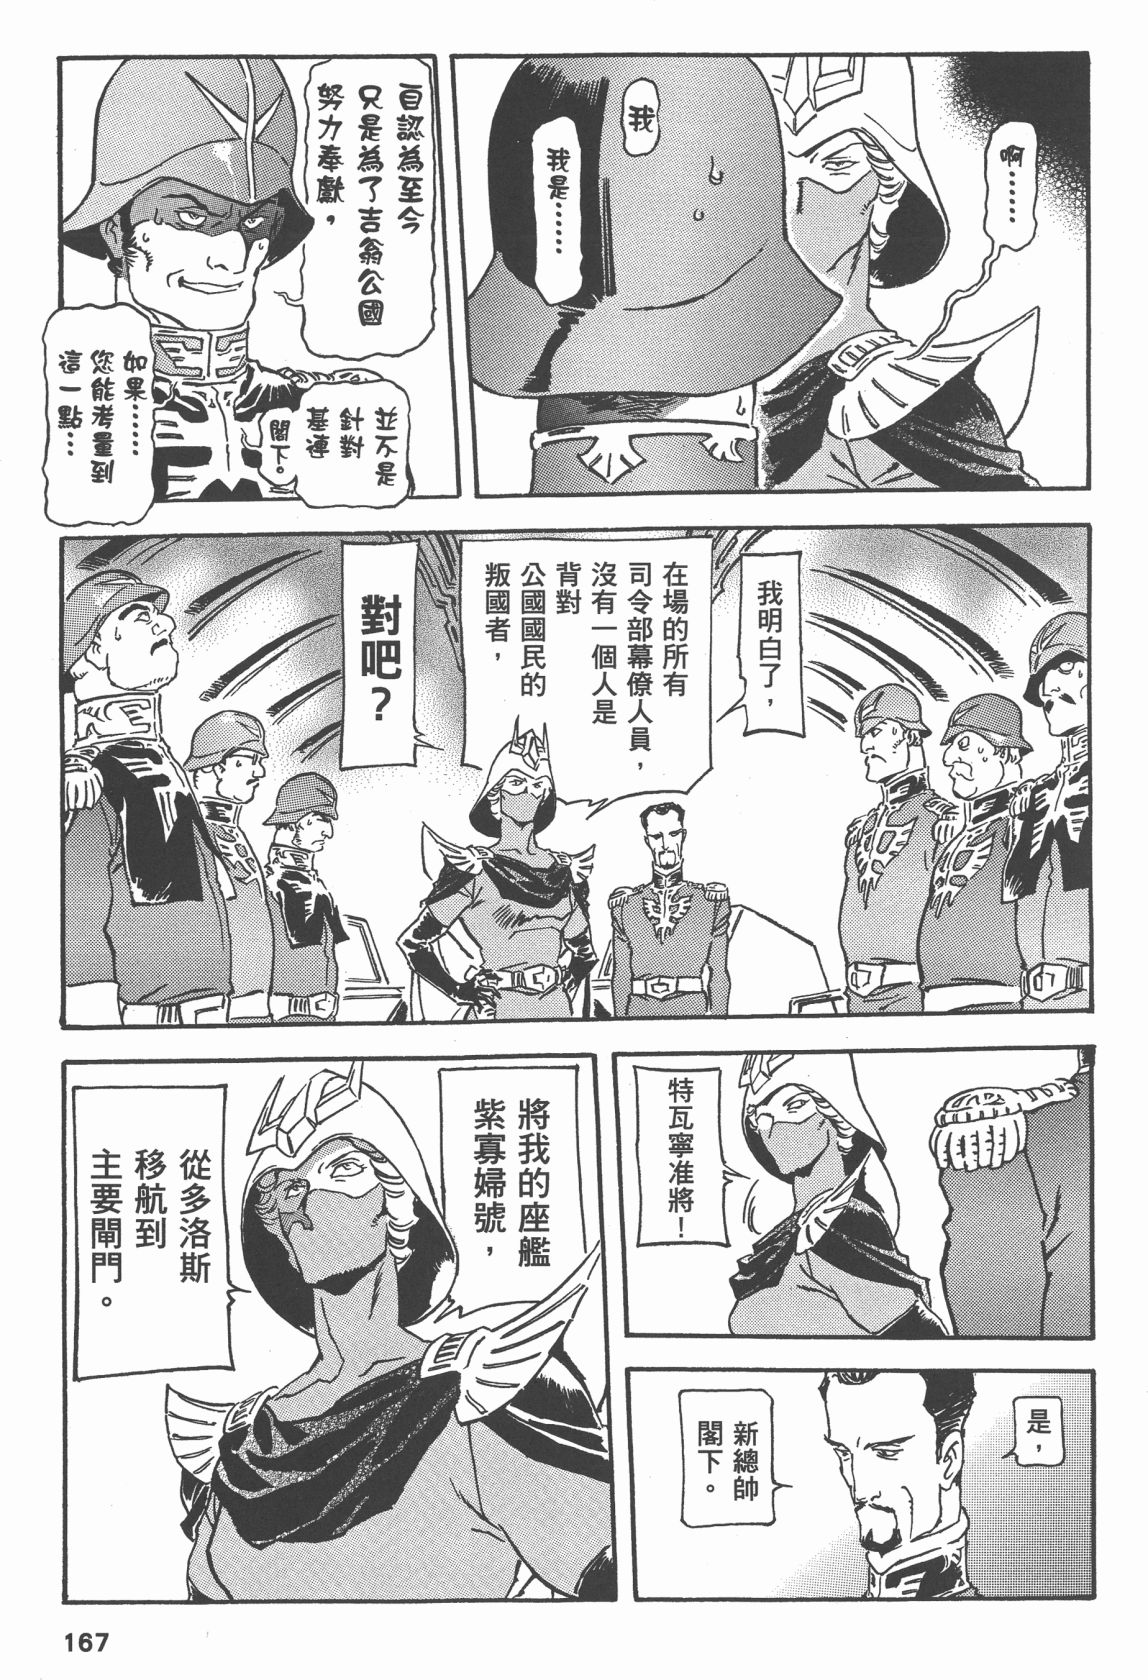 啊……
我
我是……
自認為至今
只是為了吉翁公國
努力奉獻，
並不是
針對
基連
閣下。
如果……
您能考量到
這一點…
我明白了，
在場的所有
司令部幕僚人員，
沒有一個人是
背對
公國國民的
叛國者，
對吧？
特瓦寧准將！
是，
新總帥
閣下。
將我的座艦
紫寡婦號，
從多洛斯
移航到
主要閘門。
167